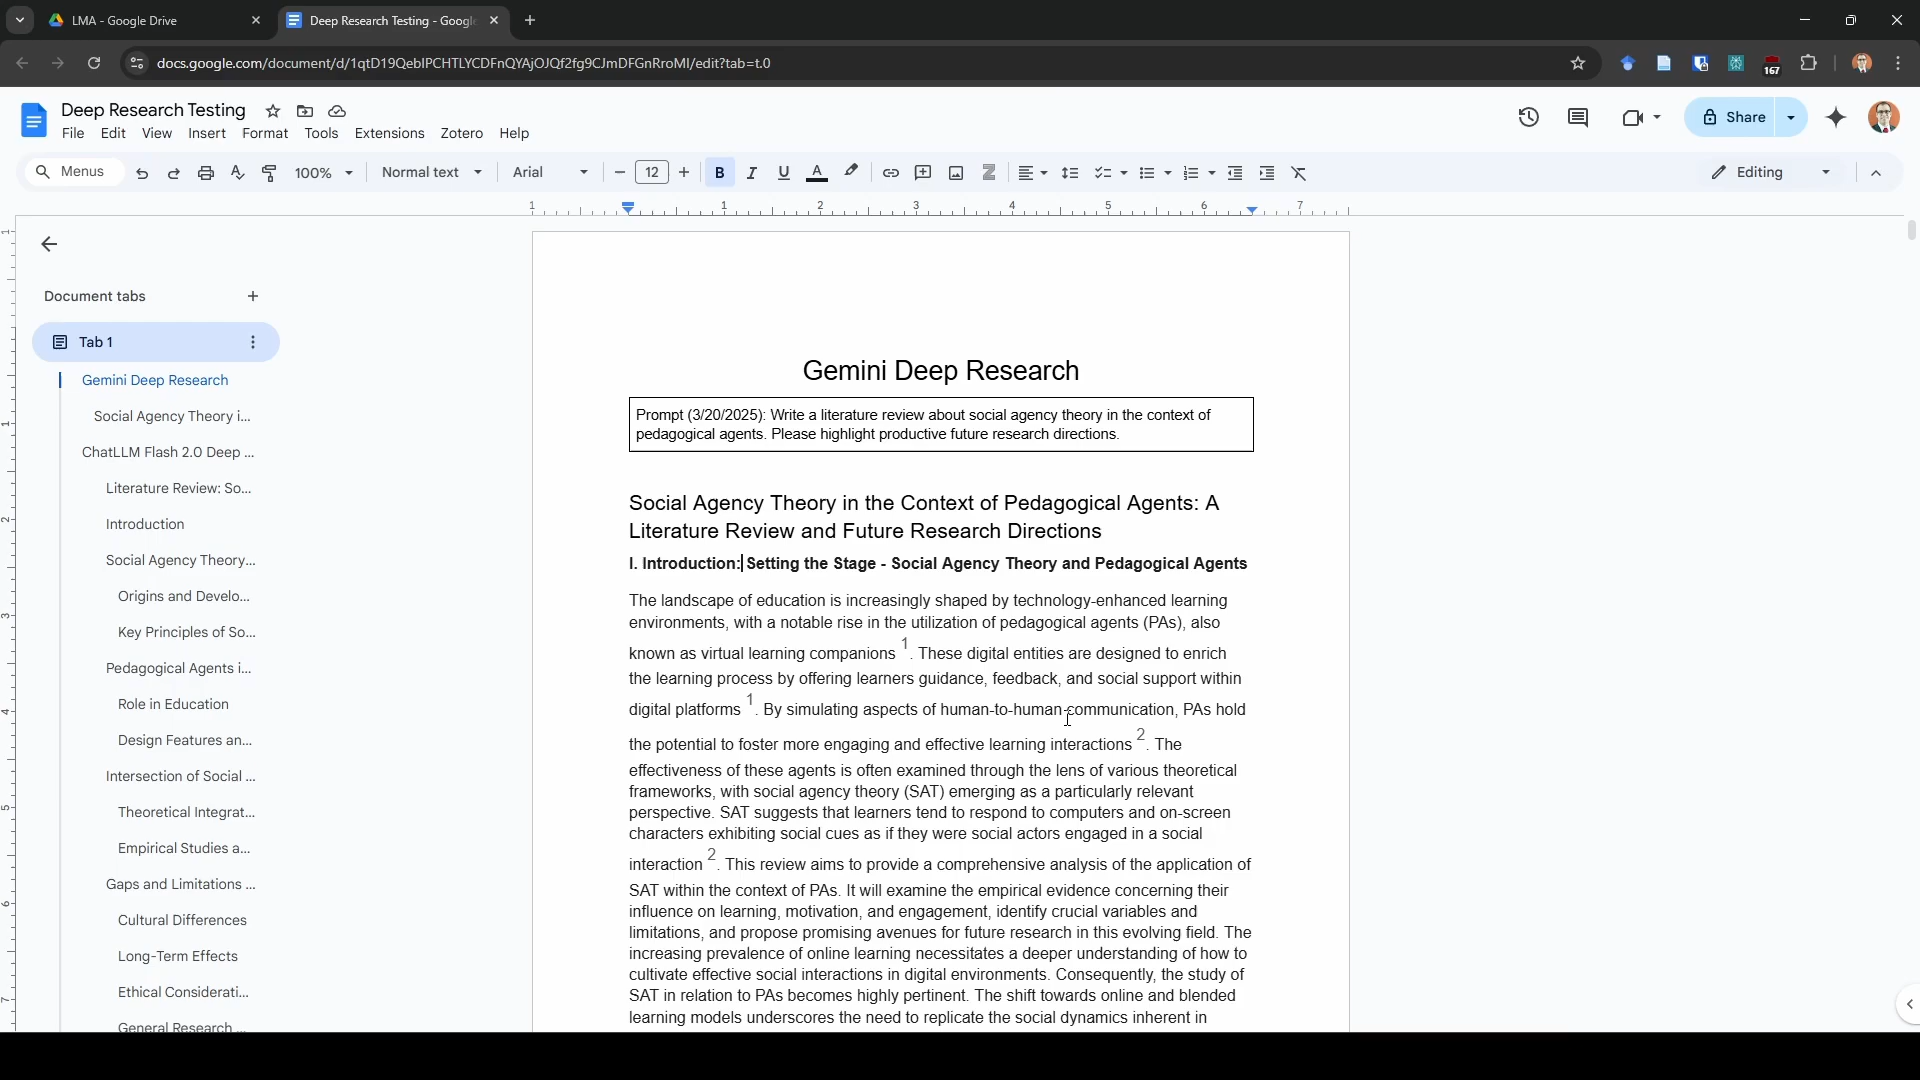 LMA - Google Drive
Deep Research Testing - Google
docs.google.com/document/d/1qtD19QebIPCHTLYCDFnQYAjOJQf2fg9CJmDFGnRroMI/edit?tab=t.0
167
Deep Research Testing
File Edit View Insert Format Tools Extensions Zotero Help
Share
Menus
100%
Normal text
Arial
12
B I U A
Editing
1 1 2 3 4 5 6 7
Document tabs
Tab 1
Gemini Deep Research
Social Agency Theory i...
ChatLLM Flash 2.0 Deep ...
Literature Review: So...
Introduction
Social Agency Theory...
Origins and Develo...
Key Principles of So...
Pedagogical Agents i...
Role in Education
Design Features an...
Intersection of Social ...
Theoretical Integrat...
Empirical Studies a...
Gaps and Limitations ...
Cultural Differences
Long-Term Effects
Ethical Considerati...
General Research ...
1
1
2
3
4
5
6
7
Gemini Deep Research
Prompt (3/20/2025): Write a literature review about social agency theory in the context of
pedagogical agents. Please highlight productive future research directions.
Social Agency Theory in the Context of Pedagogical Agents: A
Literature Review and Future Research Directions
I. Introduction: Setting the Stage - Social Agency Theory and Pedagogical Agents
The landscape of education is increasingly shaped by technology-enhanced learning
environments, with a notable rise in the utilization of pedagogical agents (PAs), also
known as virtual learning companions 1. These digital entities are designed to enrich
the learning process by offering learners guidance, feedback, and social support within
digital platforms 1. By simulating aspects of human-to-human communication, PAs hold
the potential to foster more engaging and effective learning interactions 2. The
effectiveness of these agents is often examined through the lens of various theoretical
frameworks, with social agency theory (SAT) emerging as a particularly relevant
perspective. SAT suggests that learners tend to respond to computers and on-screen
characters exhibiting social cues as if they were social actors engaged in a social
interaction 2. This review aims to provide a comprehensive analysis of the application of
SAT within the context of PAs. It will examine the empirical evidence concerning their
influence on learning, motivation, and engagement, identify crucial variables and
limitations, and propose promising avenues for future research in this evolving field. The
increasing prevalence of online learning necessitates a deeper understanding of how to
cultivate effective social interactions in digital environments. Consequently, the study of
SAT in relation to PAs becomes highly pertinent. The shift towards online and blended
learning models underscores the need to replicate the social dynamics inherent in